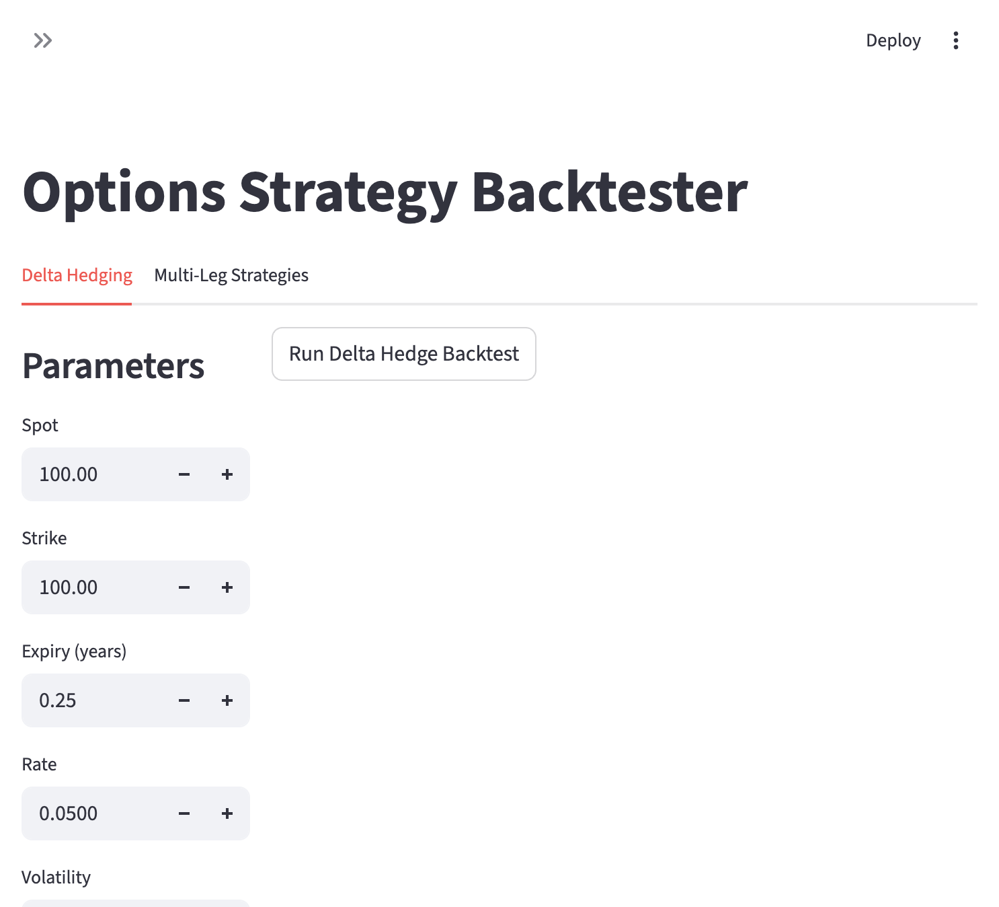 Deploy
Options Strategy Backtester
Delta Hedging Multi-Leg Strategies
Parameters
Run Delta Hedge Backtest
Spot
100.00
Strike
100.00
Expiry (years)
0.25
Rate
0.0500
Volatility